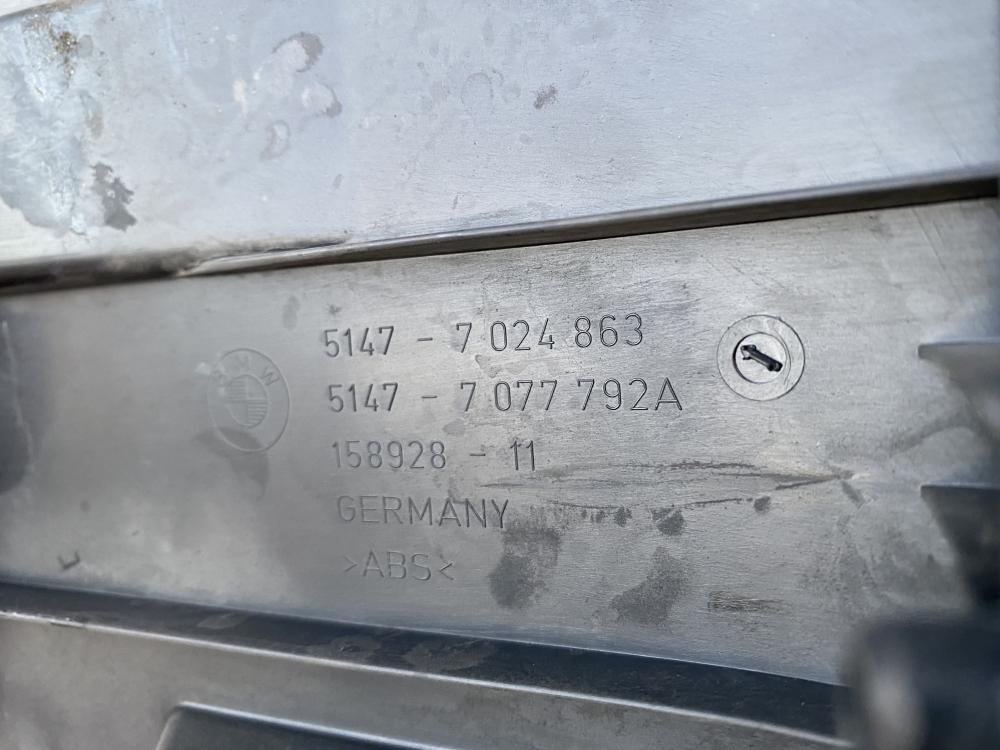 5147 - 7 024 863
5147 - 7 077 792A
158928 - 11
GERMANY
>ABS<